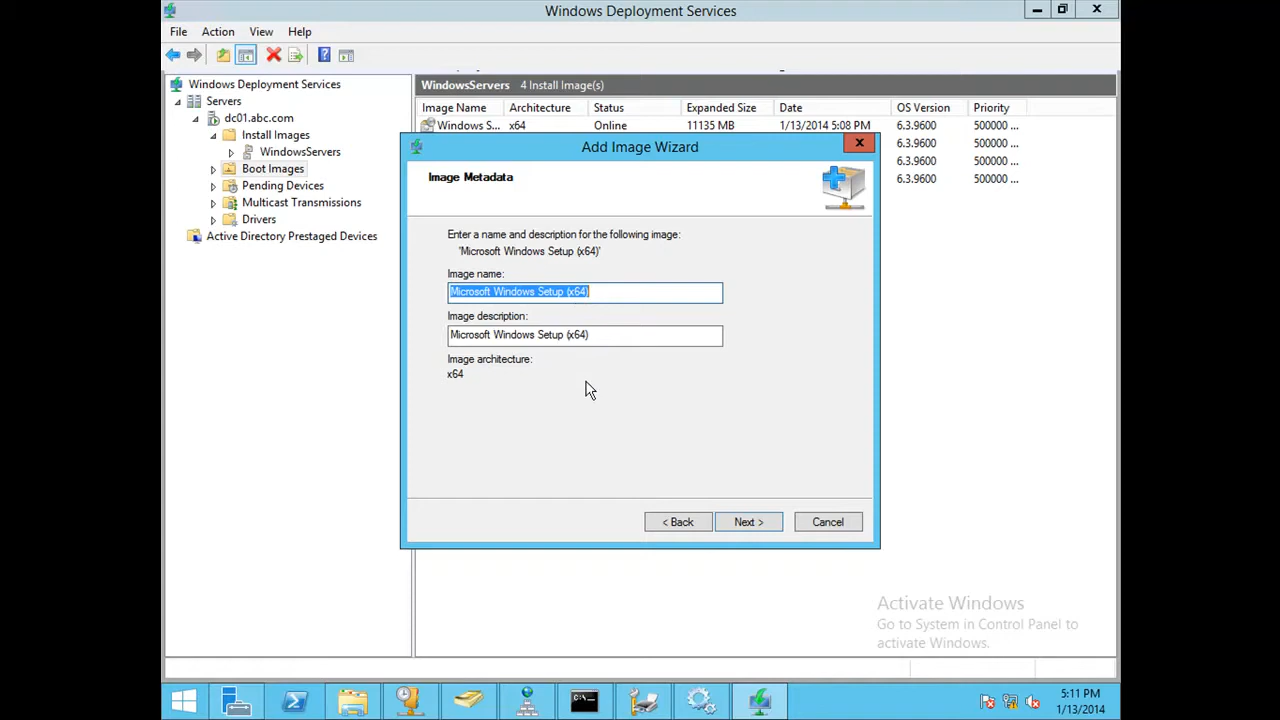 Windows Deployment Services
File Action View Help
Windows Deployment Services
Servers
dc01.abc.com
Install Images
WindowsServers
Boot Images
Pending Devices
Multicast Transmissions
Drivers
Active Directory Prestaged Devices
WindowsServers 4 Install Image(s)
Image Name Architecture Status Expanded Size Date OS Version Priority
Windows S... x64 Online 11135 MB 1/13/2014 5:08 PM 6.3.9600 500000 ...
6.3.9600 500000 ...
6.3.9600 500000 ...
6.3.9600 500000 ...
Add Image Wizard
Image Metadata
Enter a name and description for the following image:
'Microsoft Windows Setup (x64)'
Image name:
Microsoft Windows Setup (x64)
Image description:
Microsoft Windows Setup (x64)
Image architecture:
x64
< Back Next > Cancel
Activate Windows
Go to System in Control Panel to
activate Windows.
5:11 PM
1/13/2014